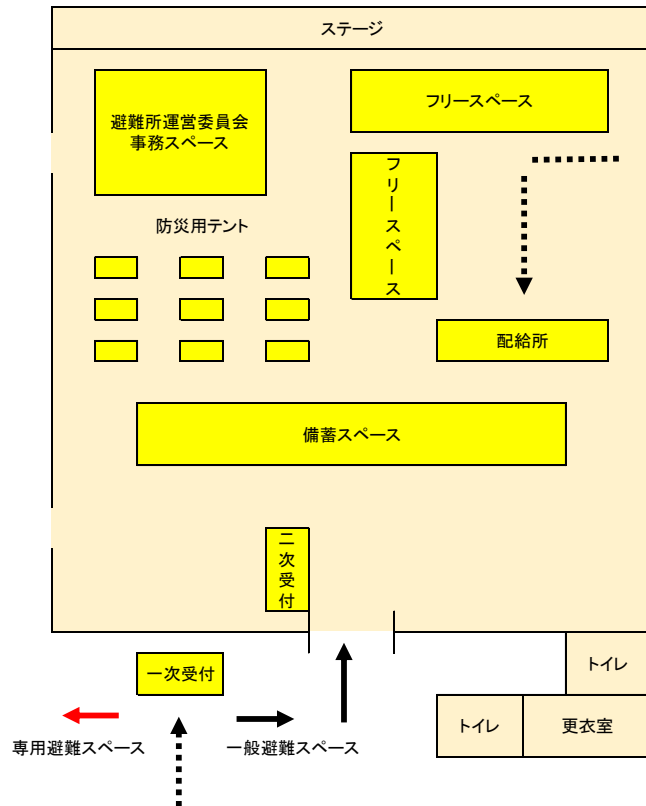 ステージ
避難所運営委員会
事務スペース
フリースペース
フリースペース
防災用テント
配給所
備蓄スペース
二次受付
一次受付
トイレ
専用避難スペース
一般避難スペース
トイレ
更衣室